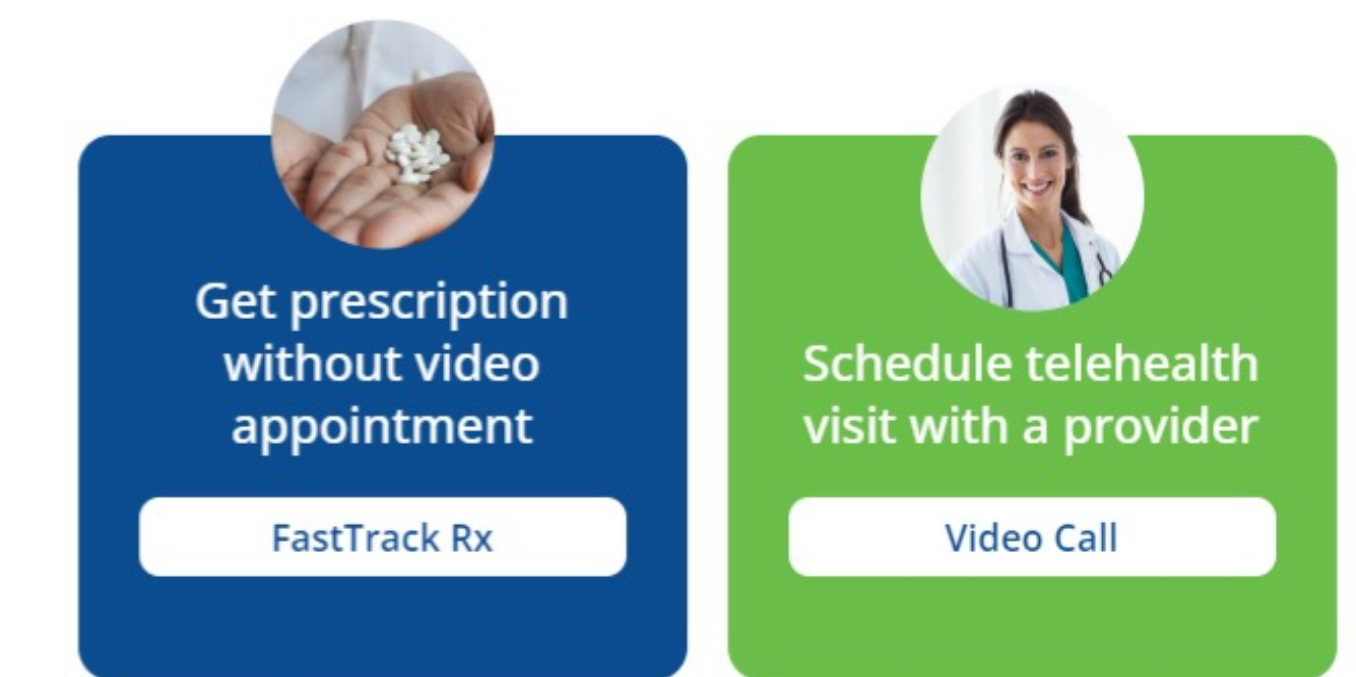 Get prescription
without video
appointment
FastTrack Rx
Schedule telehealth
visit with a provider
Video Call